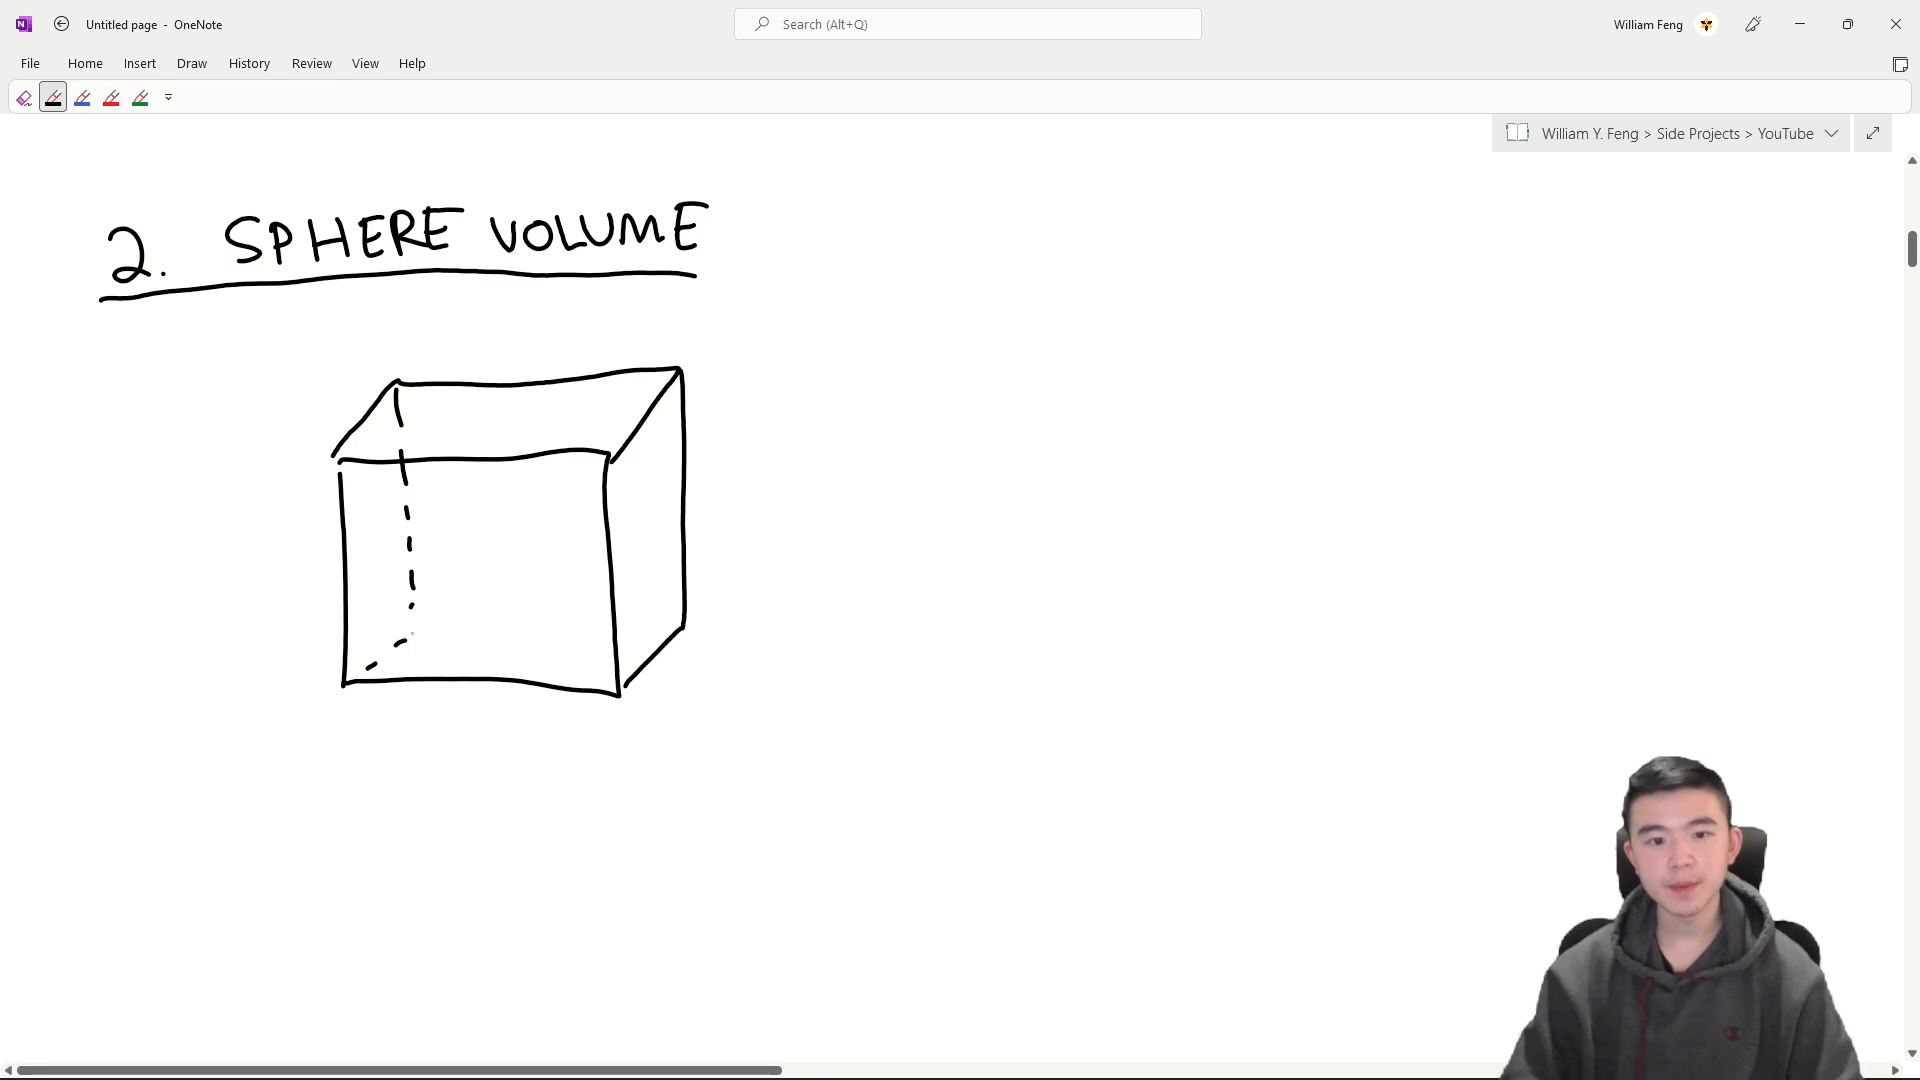 Untitled page - OneNote
Search (Alt+Q)
William Feng
File Home Insert Draw History Review View Help
William Y. Feng > Side Projects > YouTube
2. SPHERE VOLUME